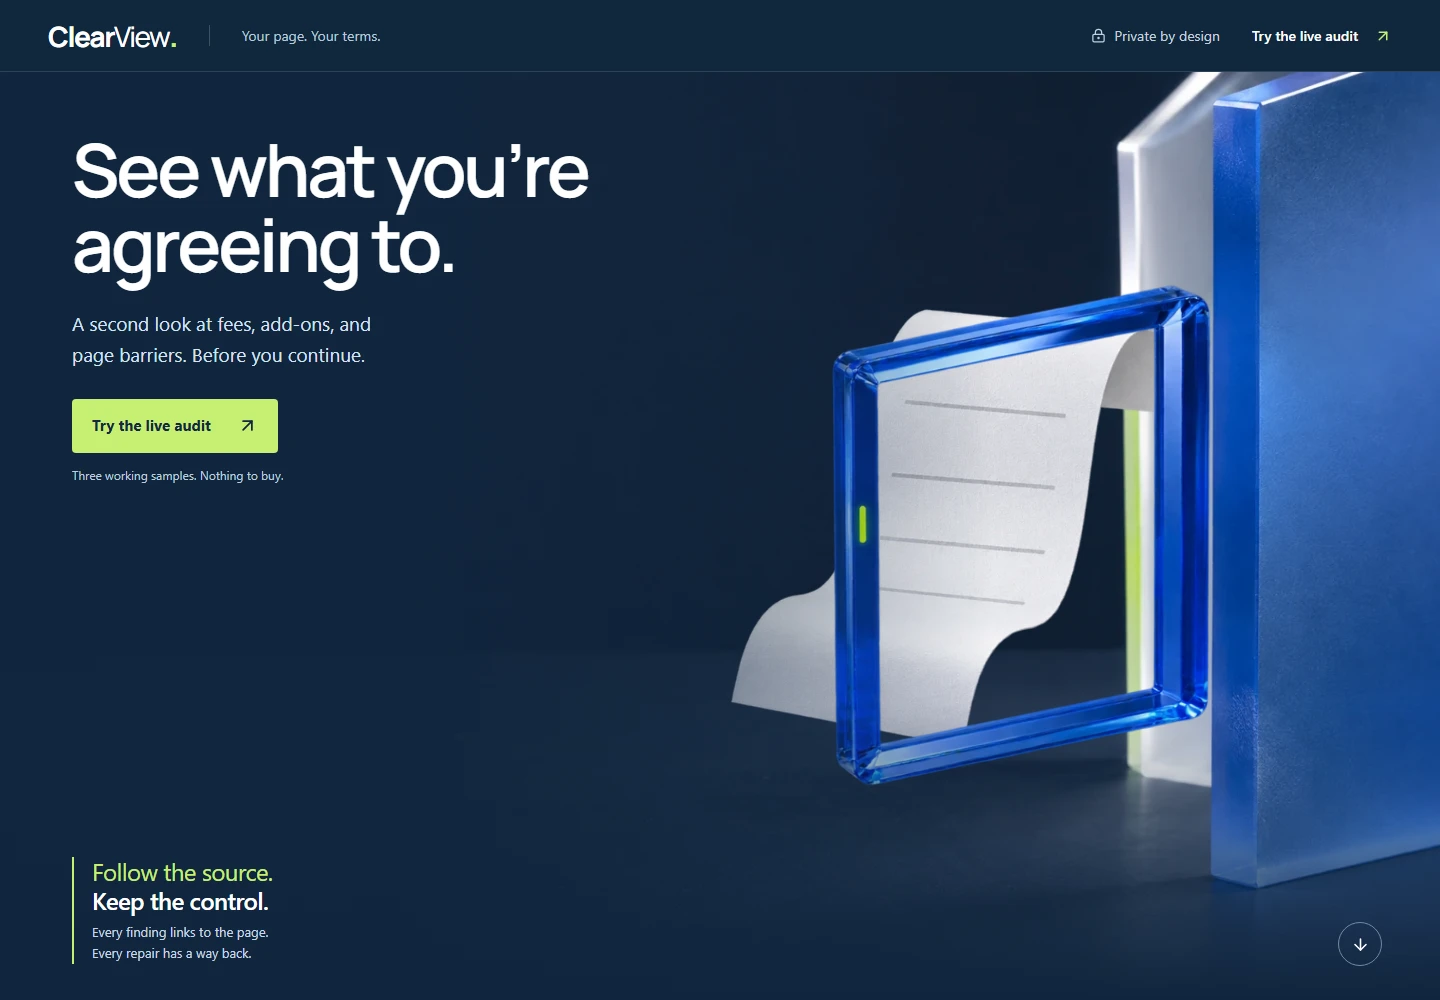 ClearView.
Your page. Your terms.
Private by design
Try the live audit
See what you’re
agreeing to.
A second look at fees, add-ons, and
page barriers. Before you continue.
Try the live audit
Three working samples. Nothing to buy.
Follow the source.
Keep the control.
Every finding links to the page.
Every repair has a way back.